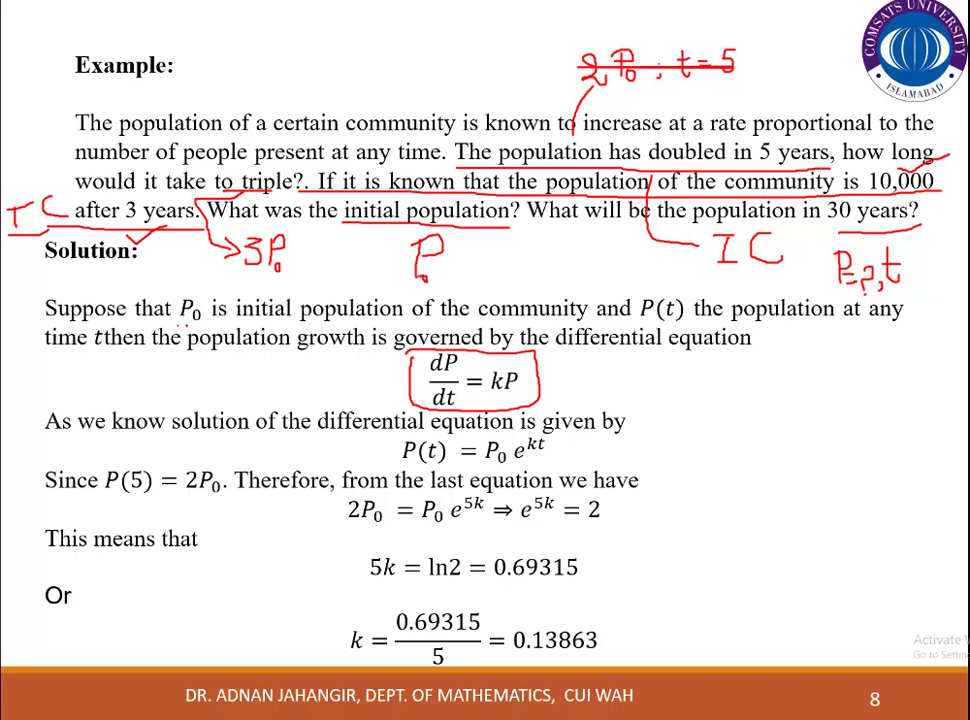 COMSATS UNIVERSITY
ISLAMABAD
Example:
2P₀ ; t = 5
The population of a certain community is known to increase at a rate proportional to the
number of people present at any time. The population has doubled in 5 years, how long
would it take to triple?. If it is known that the population of the community is 10,000
IC after 3 years. What was the initial population? What will be the population in 30 years?
Solution:
3P₀ P₀ IC P=?, t
Suppose that P₀ is initial population of the community and P(t) the population at any
time tthen the population growth is governed by the differential equation
dP/dt = kP
As we know solution of the differential equation is given by
P(t) = P₀ e^{kt}
Since P(5) = 2P₀. Therefore, from the last equation we have
2P₀ = P₀ e^{5k} ⇒ e^{5k} = 2
This means that
5k = ln2 = 0.69315
Or
k = 0.69315/5 = 0.13863
Activate
Go to Setting
DR. ADNAN JAHANGIR, DEPT. OF MATHEMATICS, CUI WAH
8